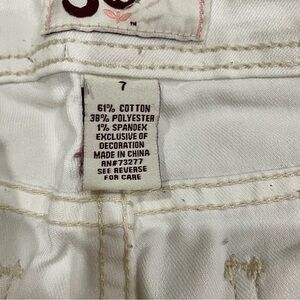 ™
7
61% COTTON
38% POLYESTER
1% SPANDEX
EXCLUSIVE OF
DECORATION
MADE IN CHINA
RN#73277
SEE REVERSE
FOR CARE